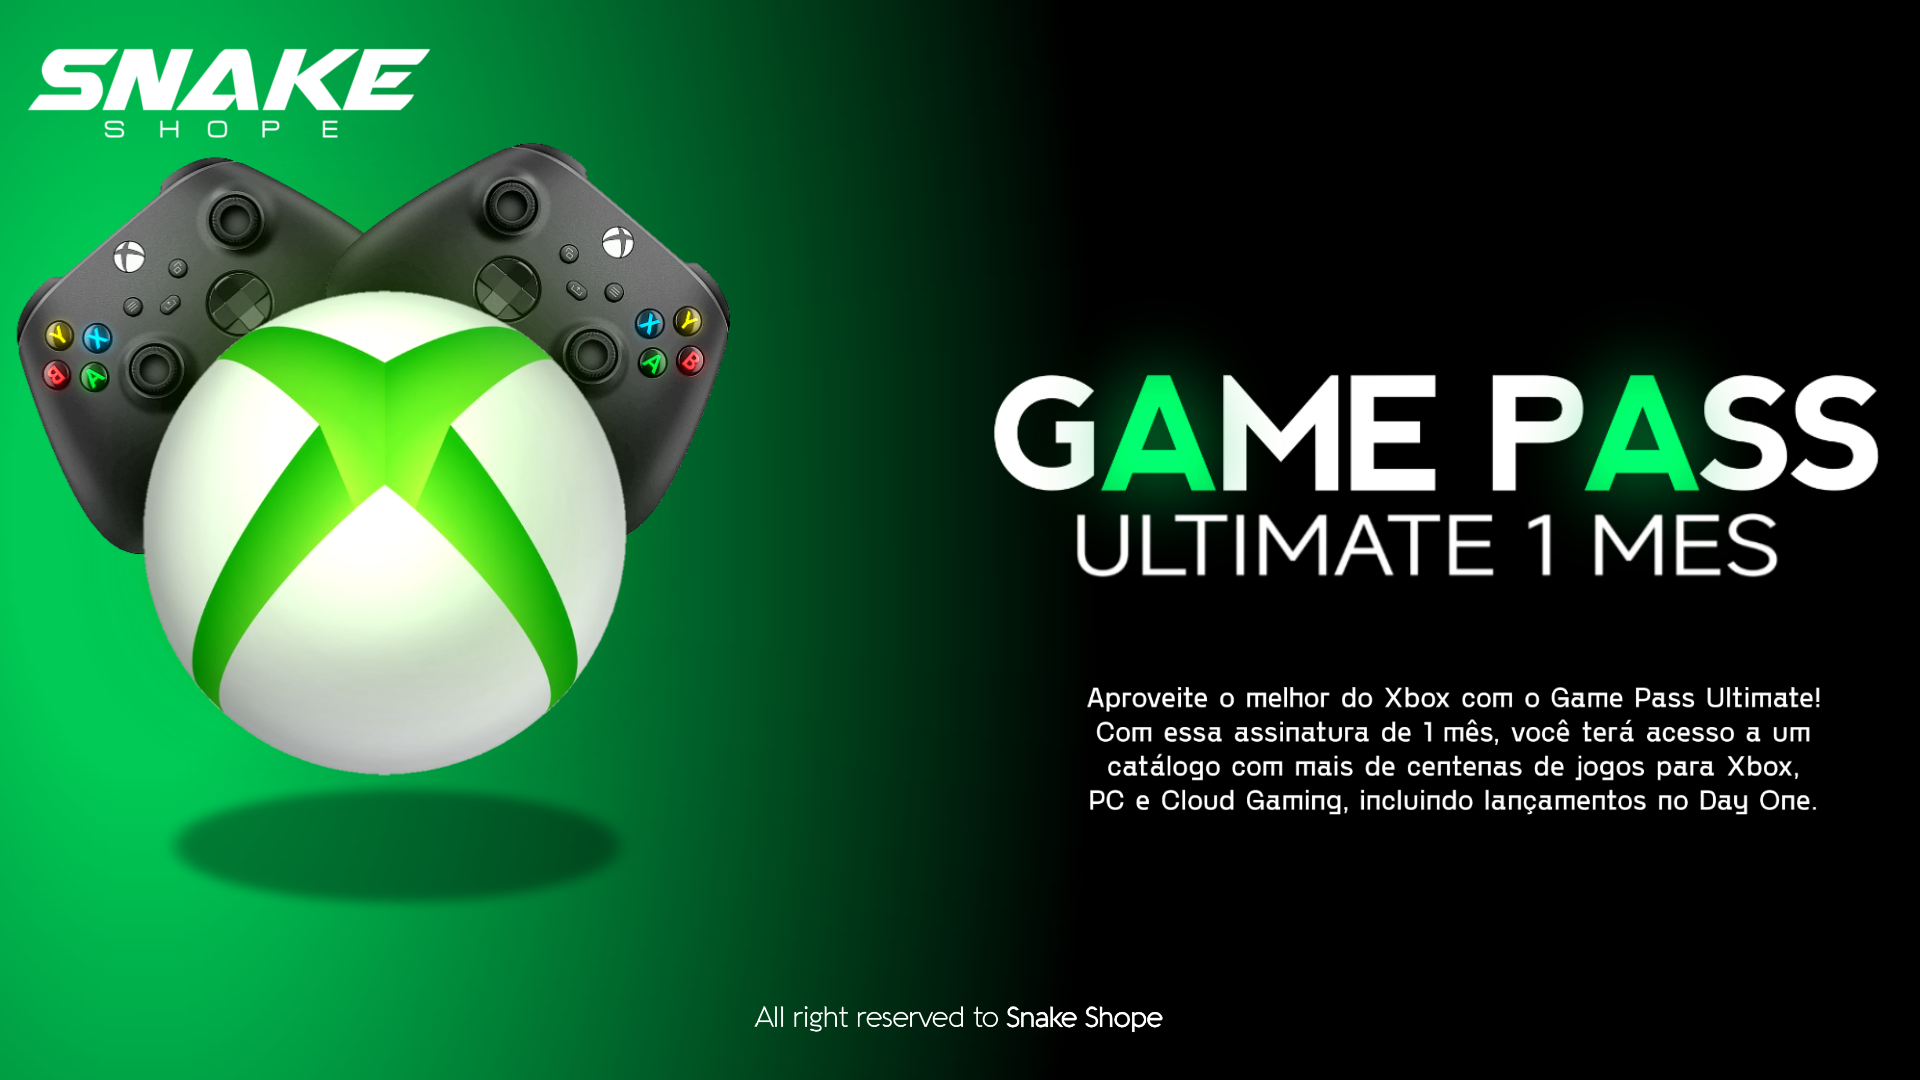 SNAKE
SHOPE
GAME PASS
ULTIMATE 1 MES
Aproveite o melhor do Xbox com o Game Pass Ultimate!
Com essa assinatura de 1 mês, você terá acesso a um
catálogo com mais de centenas de jogos para Xbox,
PC e Cloud Gaming, incluindo lançamentos no Day One.
Y X
B A
X Y
A B
All right reserved to Snake Shope